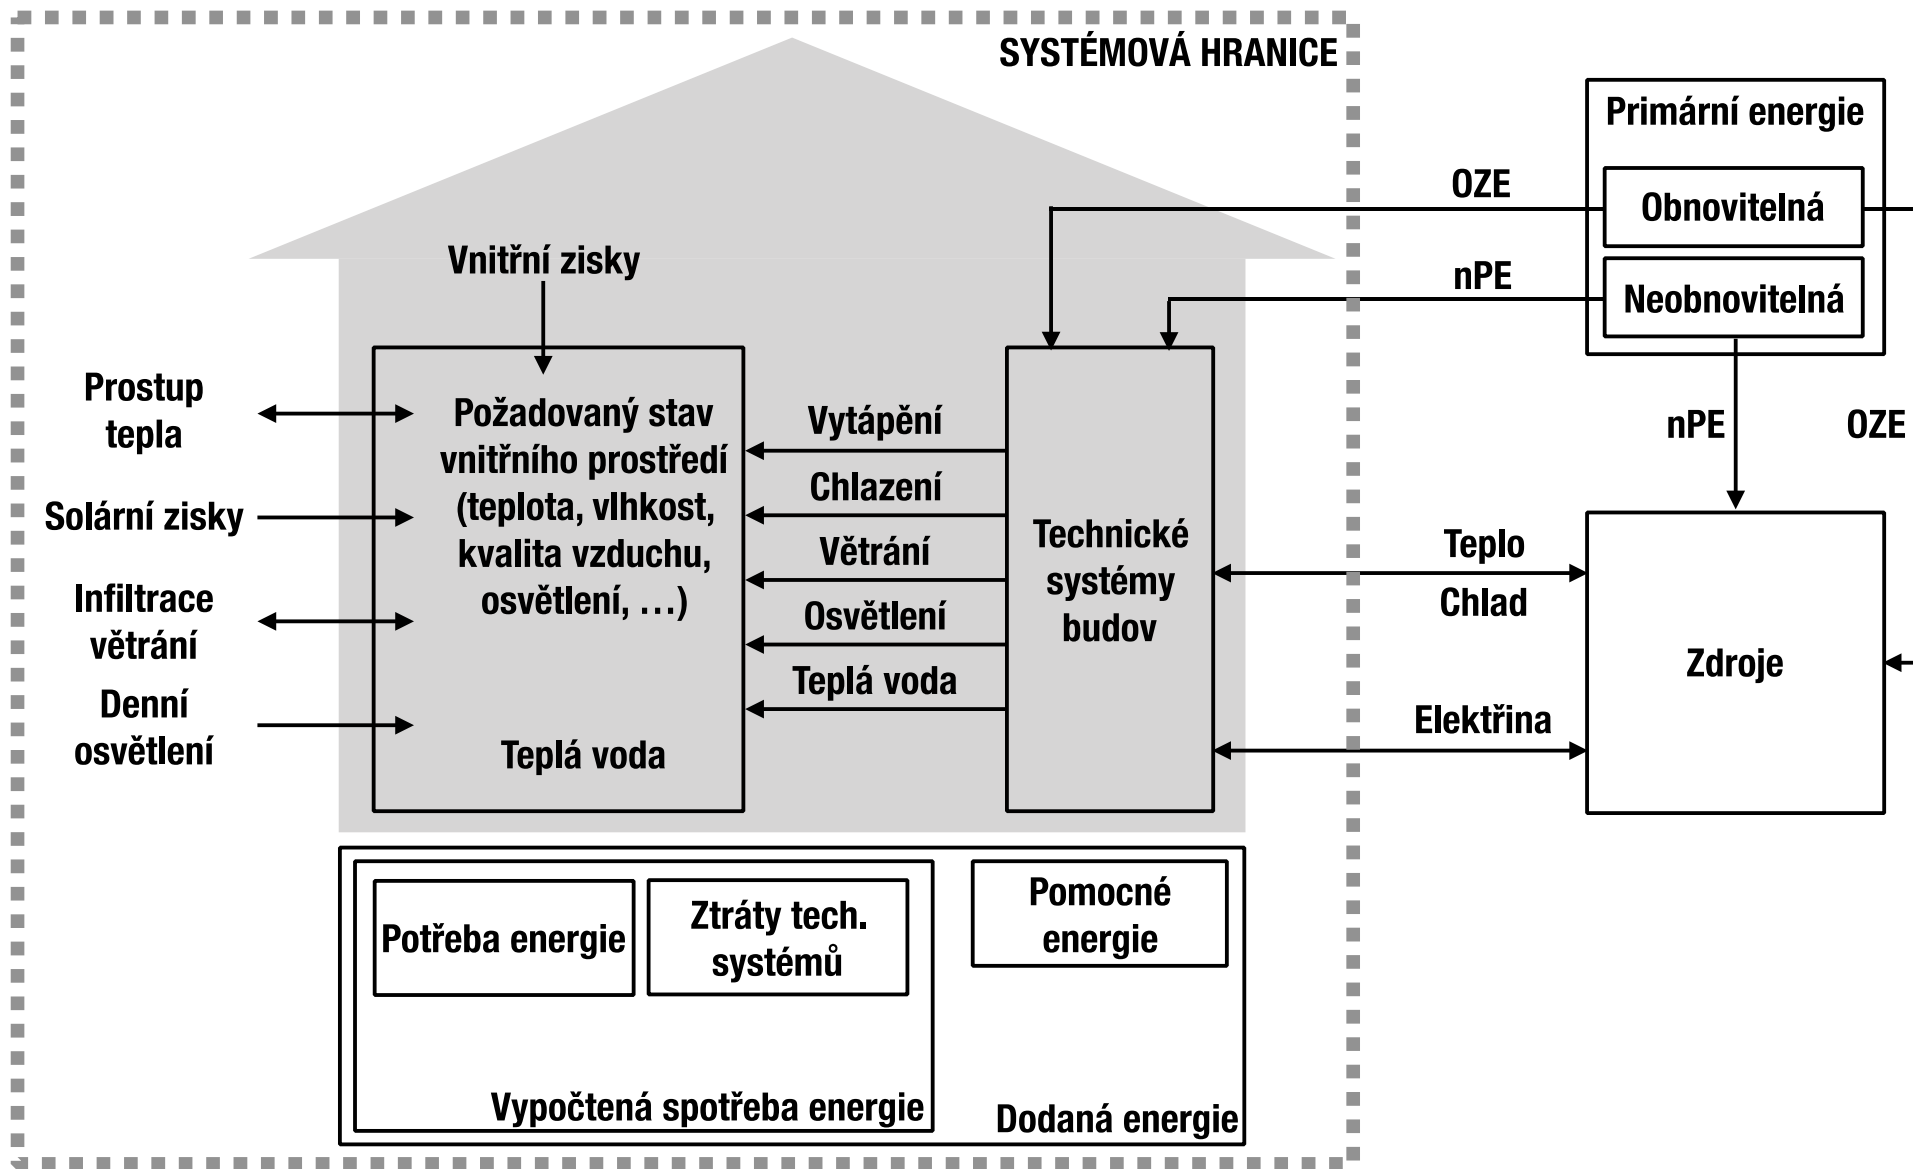 SYSTÉMOVÁ HRANICE
Primární energie
OZE
Obnovitelná
nPE
Neobnovitelná
Vnitřní zisky
Prostup
tepla
Solární zisky
Infiltrace
větrání
Denní
osvětlení
Požadovaný stav
vnitřního prostředí
(teplota, vlhkost,
kvalita vzduchu,
osvětlení, …)
Teplá voda
Vytápění
Chlazení
Větrání
Osvětlení
Teplá voda
Technické
systémy
budov
nPE
OZE
Teplo
Chlad
Elektřina
Zdroje
Potřeba energie
Ztráty tech.
systémů
Pomocné
energie
Vypočtená spotřeba energie
Dodaná energie